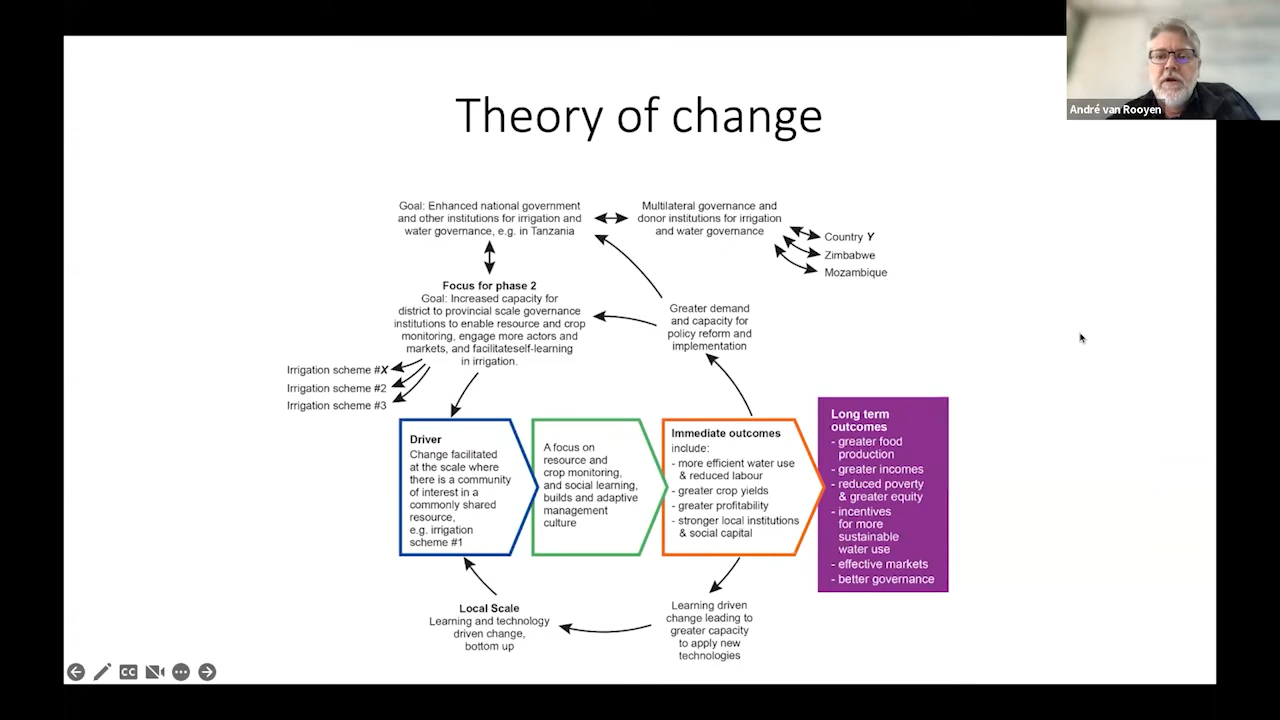 André van Rooyen
Theory of change
Goal: Enhanced national government
and other institutions for irrigation and
water governance, e.g. in Tanzania
Multilateral governance and
donor institutions for irrigation
and water governance
Country Y
Zimbabwe
Mozambique
Focus for phase 2
Goal: Increased capacity for
district to provincial scale governance
institutions to enable resource and crop
monitoring, engage more actors and
markets, and facilitateself-learning
in irrigation.
Greater demand
and capacity for
policy reform and
implementation
Irrigation scheme #X
Irrigation scheme #2
Irrigation scheme #3
Driver
Change facilitated
at the scale where
there is a community
of interest in a
commonly shared
resource,
e.g. irrigation
scheme #1
A focus on
resource and
crop monitoring,
and social learning,
builds and adaptive
management
culture
Immediate outcomes
include:
- more efficient water use
& reduced labour
- greater crop yields
- greater profitability
- stronger local institutions
& social capital
Long term
outcomes
- greater food
production
- greater incomes
- reduced poverty
& greater equity
- incentives
for more
sustainable
water use
- effective markets
- better governance
Local Scale
Learning and technology
driven change,
bottom up
Learning driven
change leading to
greater capacity
to apply new
technologies
CC